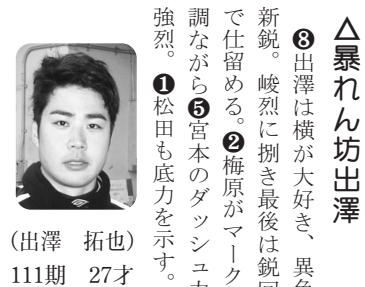 △暴れん坊出澤
❽出澤は横が大好き、異色
新鋭。峻烈に捌き最後は鋭回
で仕留める。❷梅原がマーク
調ながら❺宮本のダッシュ力
強烈。❶松田も底力を示す。
(出澤 拓也)
111期 27才